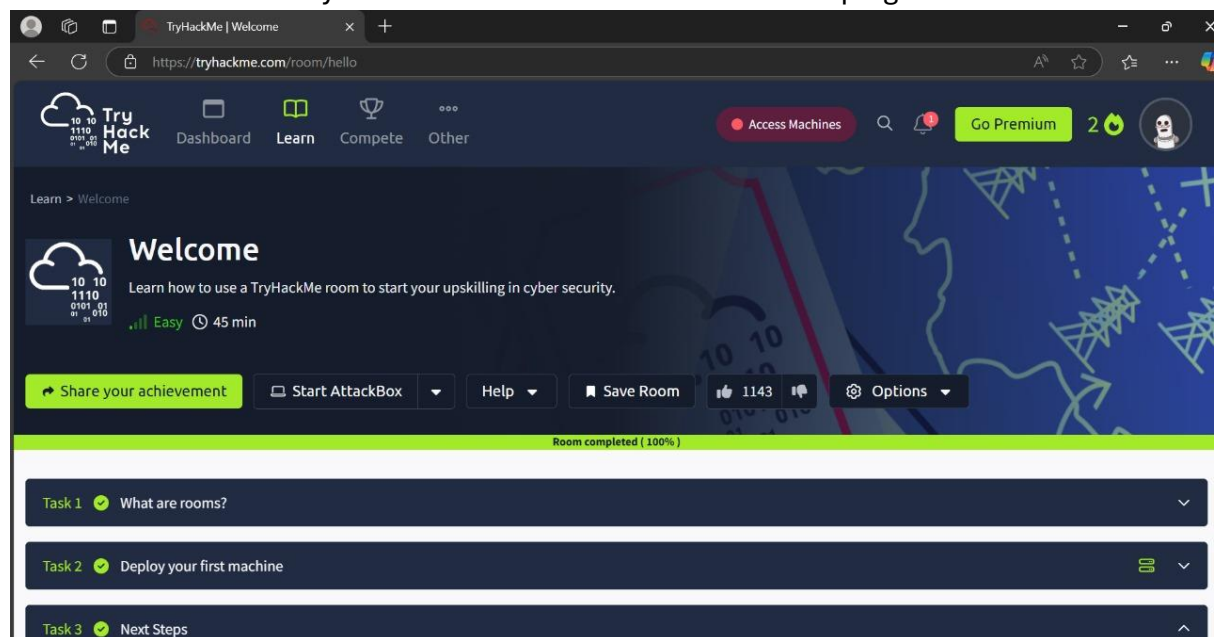 TryHackMe | Welcome
https://tryhackme.com/room/hello
Try
Hack
Me
Dashboard
Learn
Compete
Other
Access Machines
1
Go Premium
2
Learn > Welcome
Welcome
Learn how to use a TryHackMe room to start your upskilling in cyber security.
Easy 45 min
Share your achievement
Start AttackBox
Help
Save Room
1143
Options
Room completed ( 100% )
Task 1 What are rooms?
Task 2 Deploy your first machine
Task 3 Next Steps